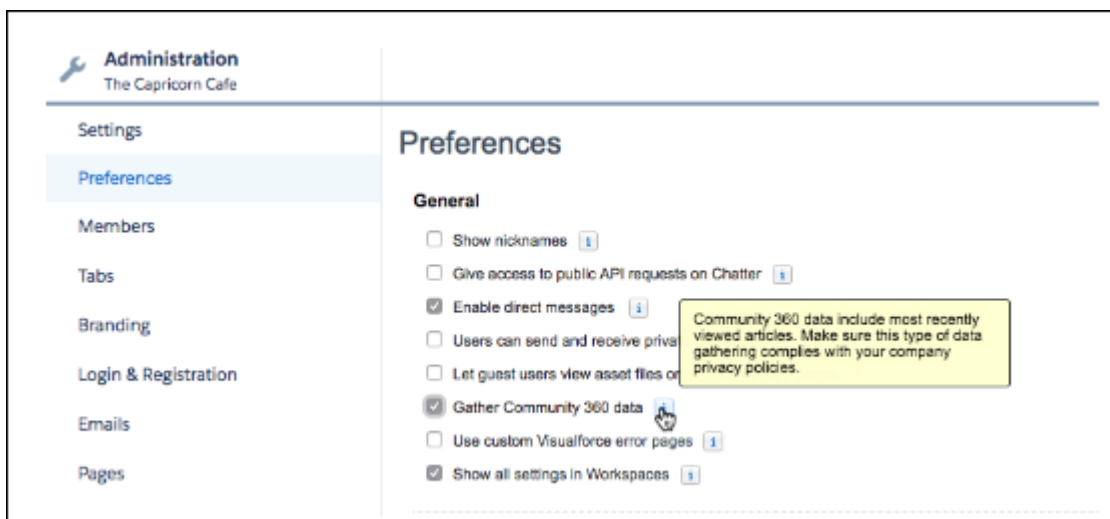 Administration
The Capricorn Cafe
Settings
Preferences
Members
Tabs
Branding
Login & Registration
Emails
Pages
Preferences
General
Show nicknames
Give access to public API requests on Chatter
Enable direct messages
Users can send and receive
Let guest users view asset files
Gather Community 360 data
Use custom Visualforce error pages
Show all settings in Workspaces
Community 360 data include most recently
viewed articles. Make sure this type of data
gathering complies with your company
privacy policies.